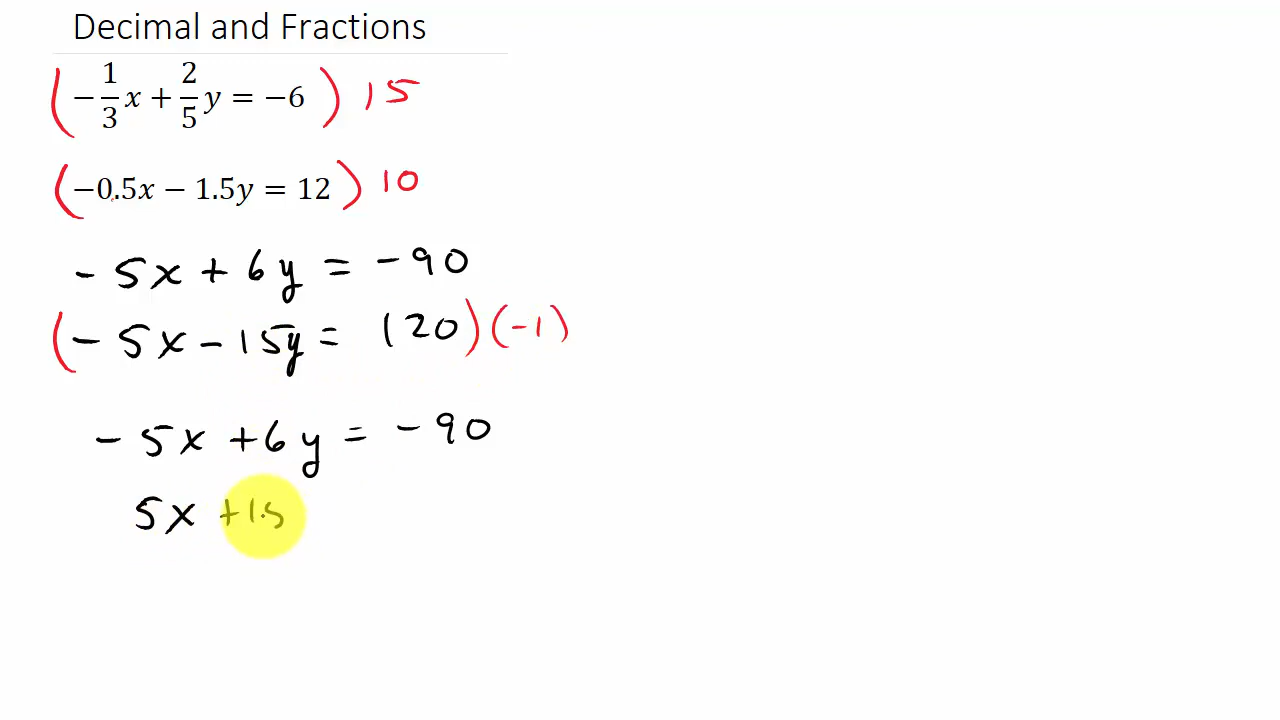 Decimal and Fractions
(−1/3x + 2/5y = −6) 15
(−0.5x − 1.5y = 12) 10
-5x + 6y = -90
(-5x - 15y = 120)(-1)
-5x + 6y = -90
5x + 15